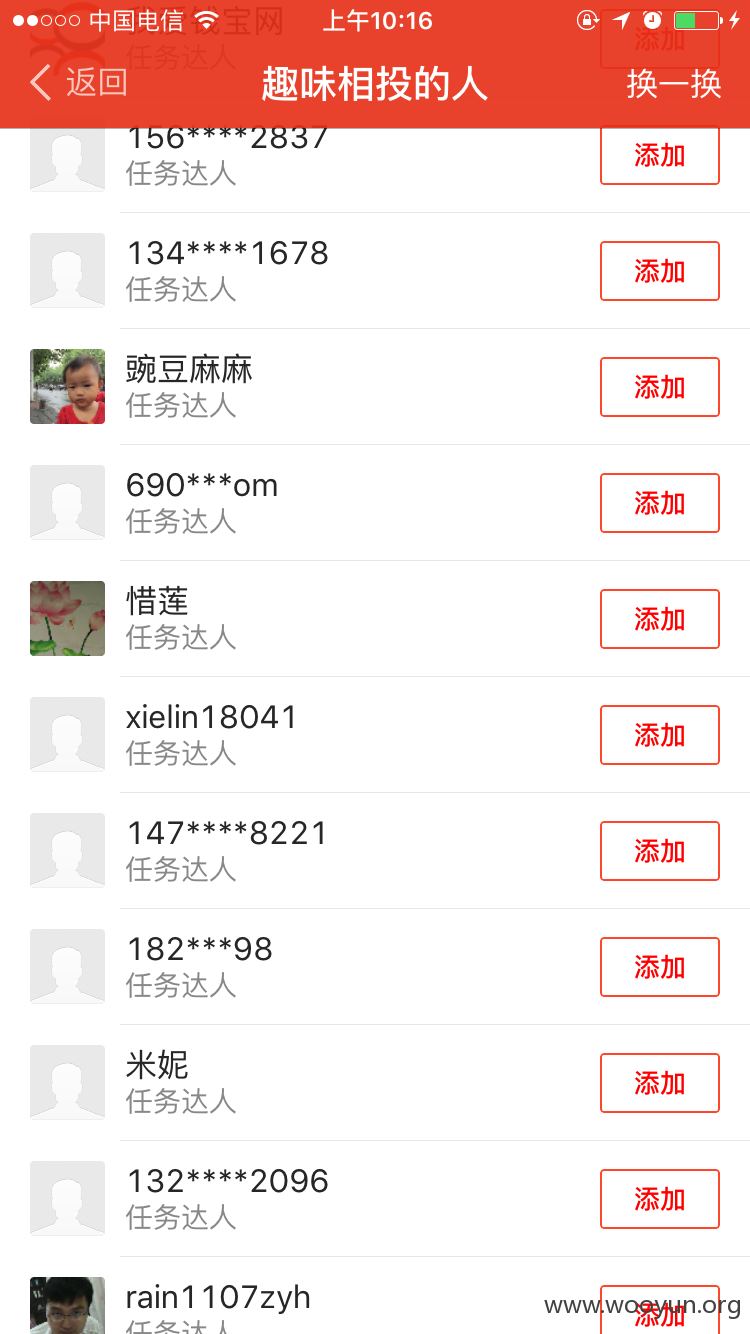 中国电信 上午10:16
我爱钱宝网
任务达人
添加
返回 趣味相投的人 换一换
156****2837
任务达人
添加
134****1678
任务达人
添加
豌豆麻麻
任务达人
添加
690***om
任务达人
添加
惜莲
任务达人
添加
xielin18041
任务达人
添加
147****8221
任务达人
添加
182***98
任务达人
添加
米妮
任务达人
添加
132****2096
任务达人
添加
rain1107zyh
任务达人
添加
www.wooyun.org